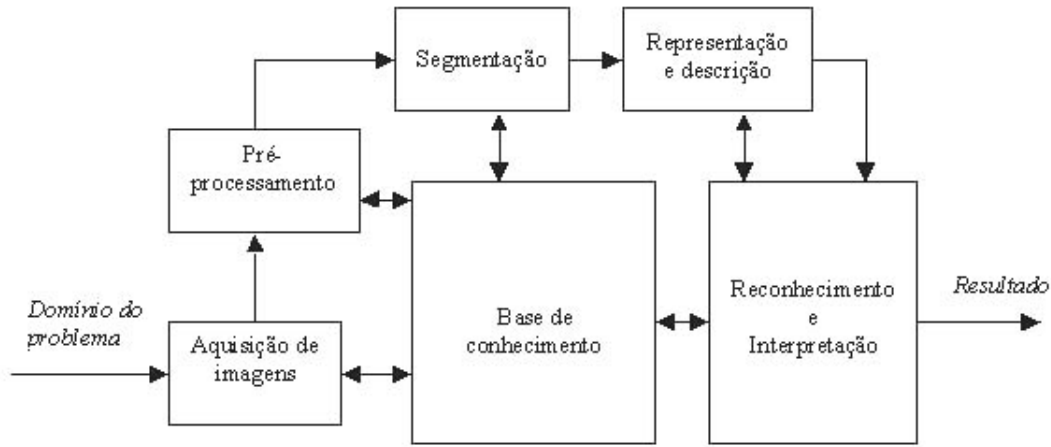 Segmentação
Representação
e descrição
Pré-
processamento
Domínio do
problema
Aquisição de
imagens
Base de
conhecimento
Reconhecimento
e
Interpretação
Resultado